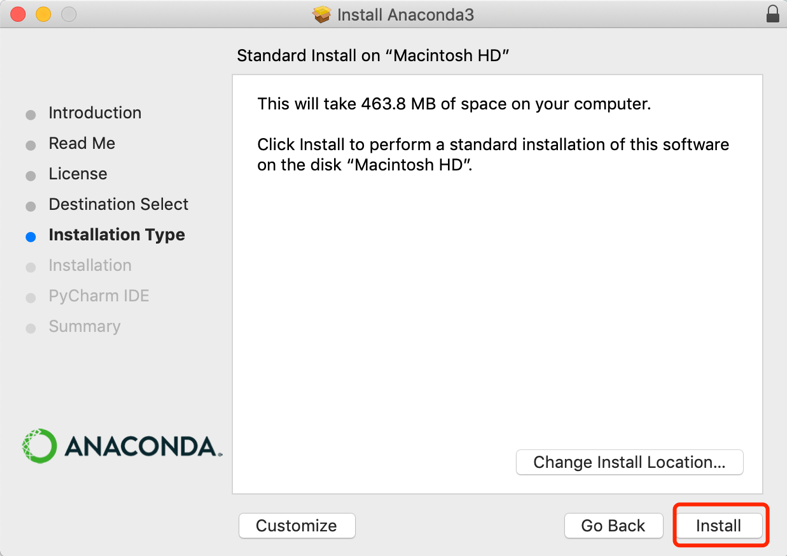 Install Anaconda3
Standard Install on “Macintosh HD”
Introduction
Read Me
License
Destination Select
Installation Type
Installation
PyCharm IDE
Summary
This will take 463.8 MB of space on your computer.
Click Install to perform a standard installation of this software
on the disk “Macintosh HD”.
ANACONDA.
Change Install Location...
Customize
Go Back
Install